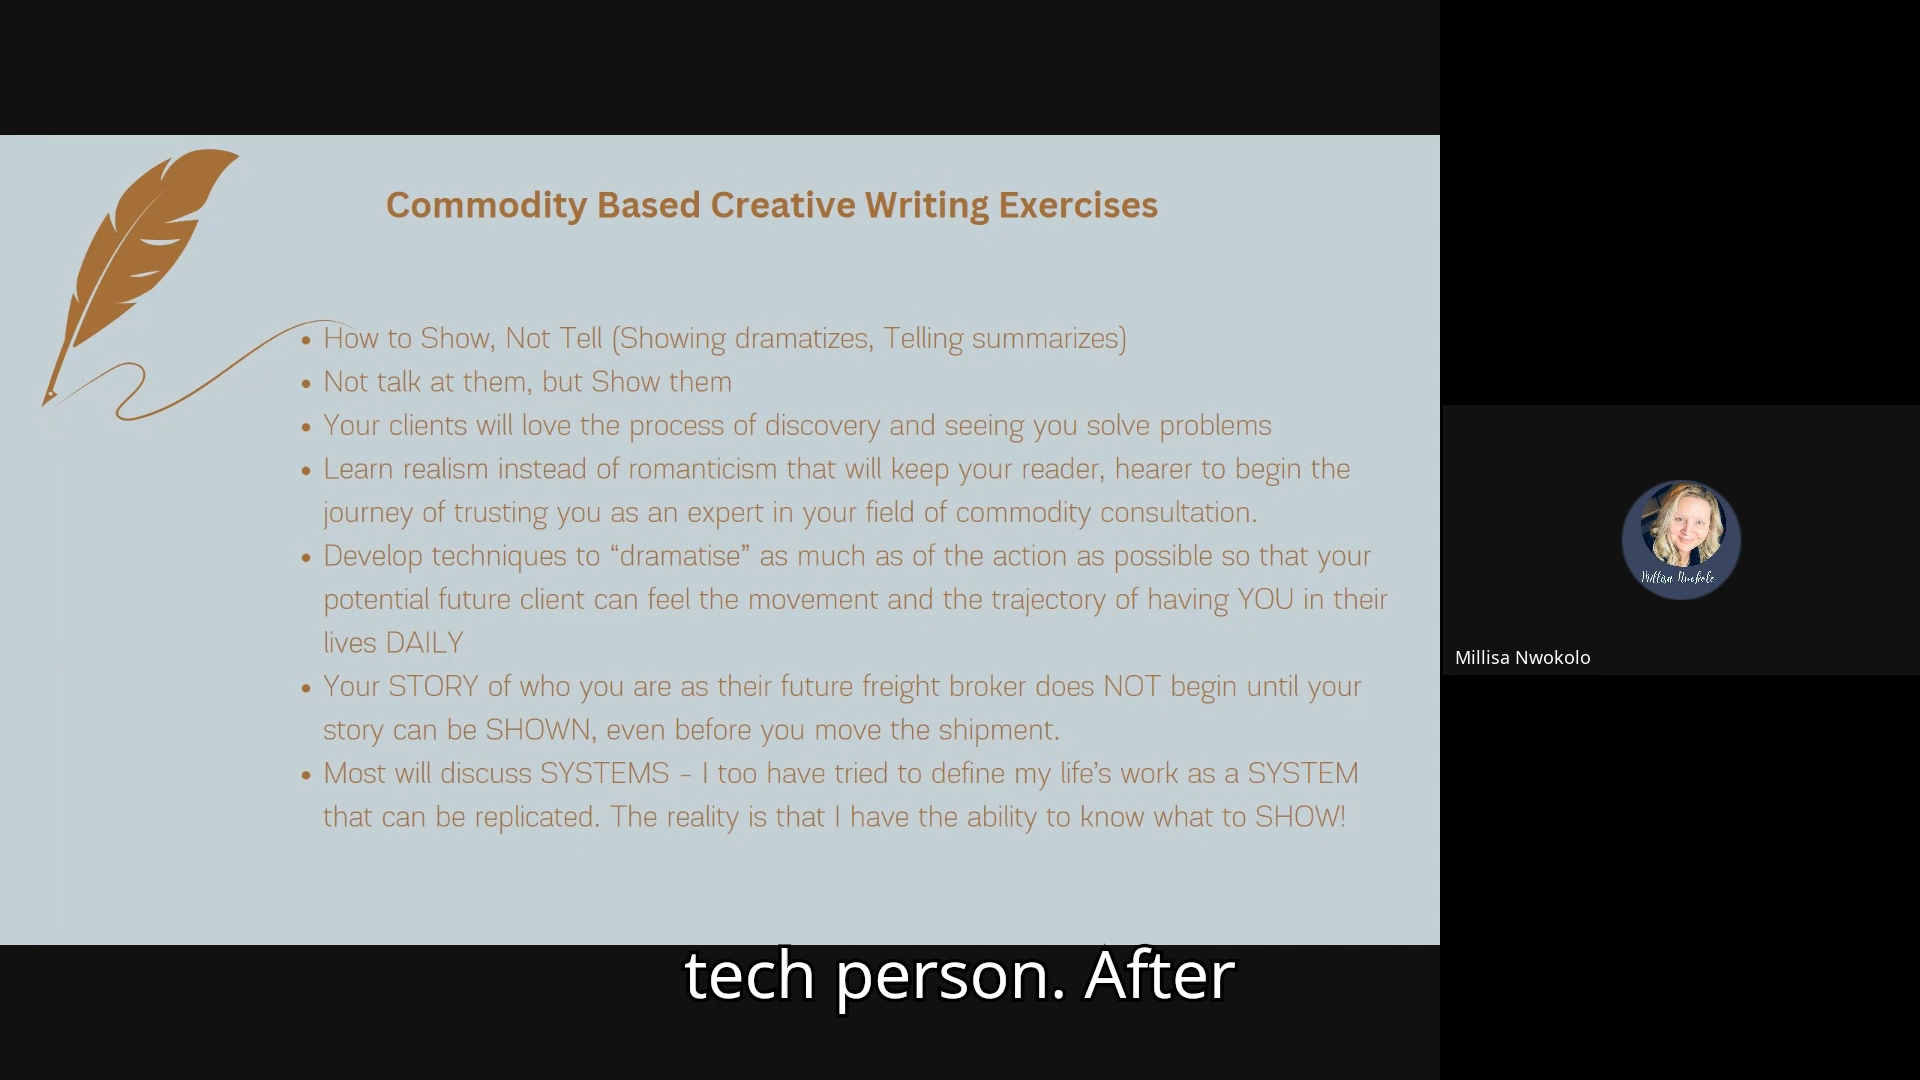 Commodity Based Creative Writing Exercises
• How to Show, Not Tell (Showing dramatizes, Telling summarizes)
• Not talk at them, but Show them
• Your clients will love the process of discovery and seeing you solve problems
• Learn realism instead of romanticism that will keep your reader, hearer to begin the
journey of trusting you as an expert in your field of commodity consultation.
• Develop techniques to “dramatise” as much as of the action as possible so that your
potential future client can feel the movement and the trajectory of having YOU in their
lives DAILY
• Your STORY of who you are as their future freight broker does NOT begin until your
story can be SHOWN, even before you move the shipment.
• Most will discuss SYSTEMS – I too have tried to define my life’s work as a SYSTEM
that can be replicated. The reality is that I have the ability to know what to SHOW!
Millisa Nwokolo
Millisa Nwokolo
tech person. After